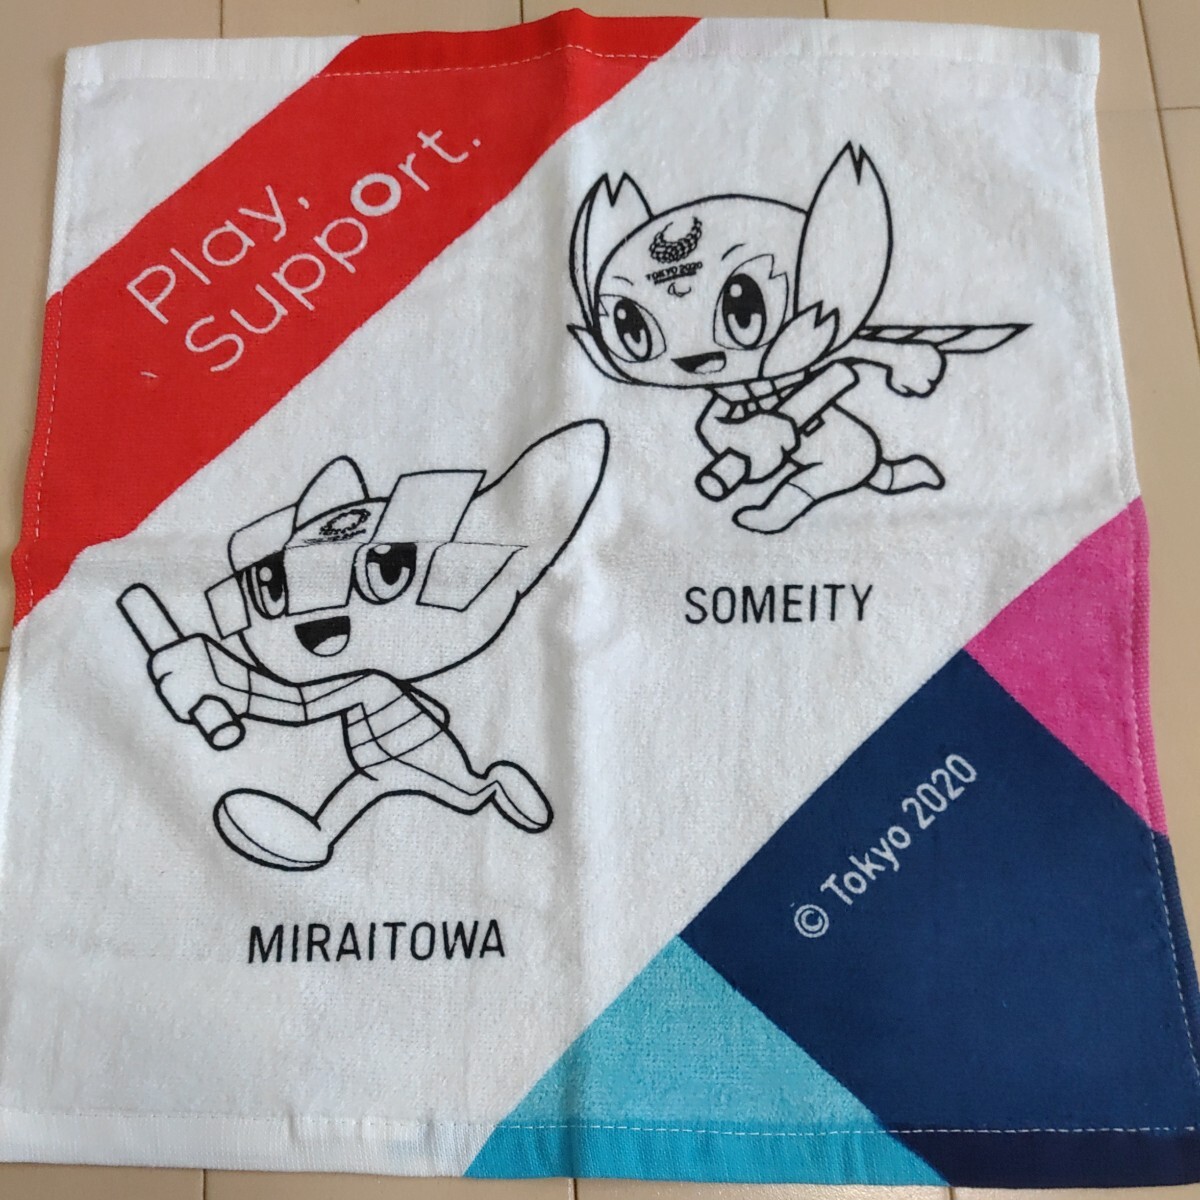 Play,
Support.
TOKYO 2020
SOMEITY
MIRAITOWA
© Tokyo 2020